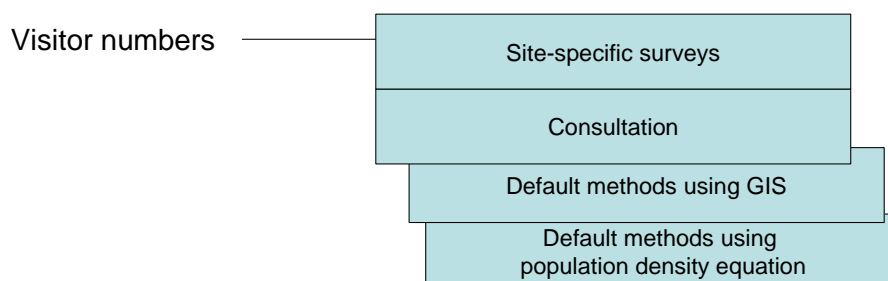 Visitor numbers
Site-specific surveys
Consultation
Default methods using GIS
Default methods using
population density equation